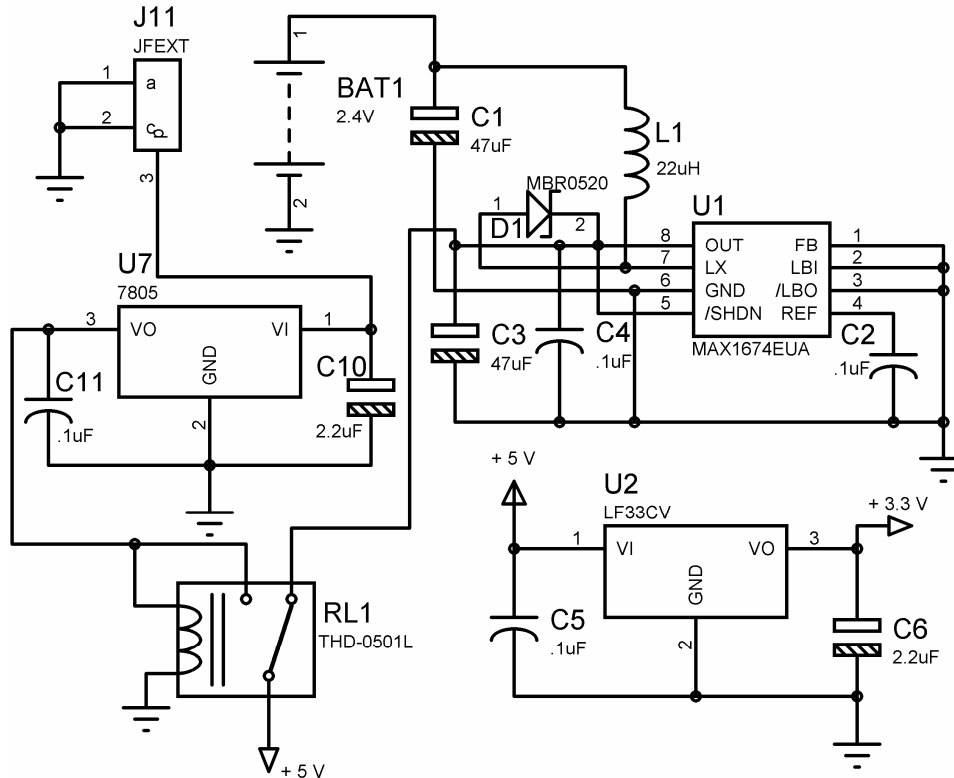 J11
JFEXT
1
a
2
cp
3
1
BAT1
2.4V
2
C1
47uF
L1
22uH
MBR0520
1
D1
2
U1
8
OUT
FB
1
7
LX
LBI
2
6
GND
/LBO
3
5
/SHDN
REF
4
MAX1674EUA
C2
.1uF
C3
47uF
C4
.1uF
U7
7805
3
VO
VI
1
GND
2
C11
.1uF
C10
2.2uF
RL1
THD-0501L
+ 5 V
+ 5 V
U2
LF33CV
1
VI
VO
3
GND
2
+ 3.3 V
C5
.1uF
C6
2.2uF